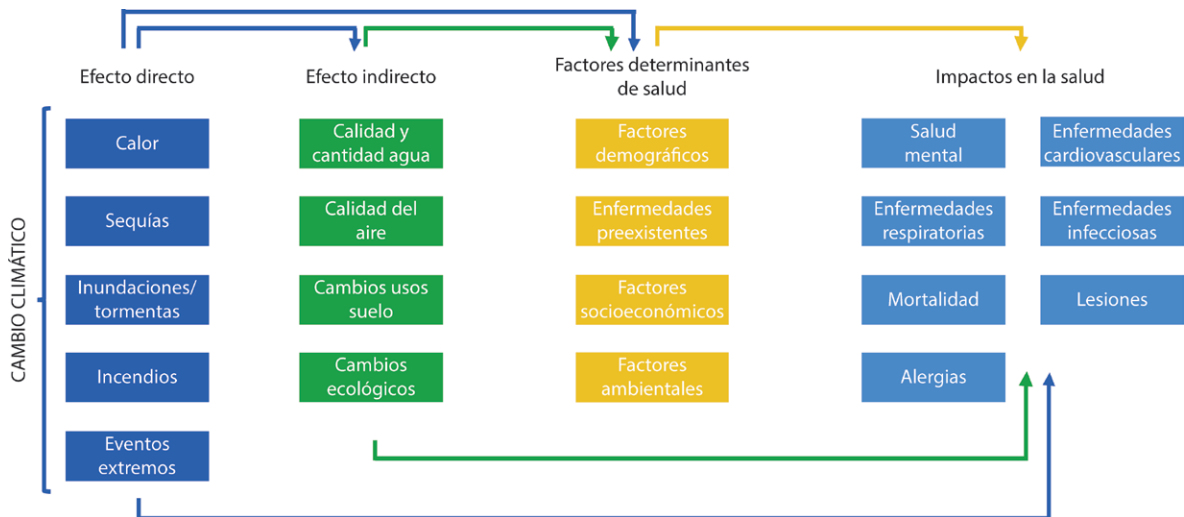 Efecto directo
Efecto indirecto
Factores determinantes
de salud
Impactos en la salud
CAMBIO CLIMÁTICO
Calor
Sequías
Inundaciones/
tormentas
Incendios
Eventos
extremos
Calidad y
cantidad agua
Calidad del
aire
Cambios usos
suelo
Cambios
ecológicos
Factores
demográficos
Enfermedades
preexistentes
Factores
socioeconómicos
Factores
ambientales
Salud
mental
Enfermedades
cardiovasculares
Enfermedades
respiratorias
Enfermedades
infecciosas
Mortalidad
Lesiones
Alergias